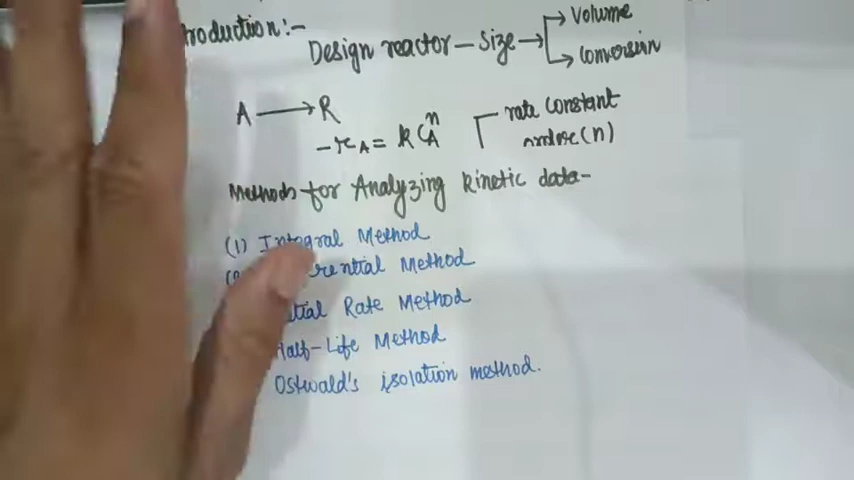 roduction:-
Design reactor - Size → Volume
→ Conversion
A → R
-rA = k CA^n rate constant
order (n)
Methods for Analyzing Kinetic data-
(1) Integral Method
rential Method
tial Rate Method
Half-Life Method
Ostwald's isolation method.